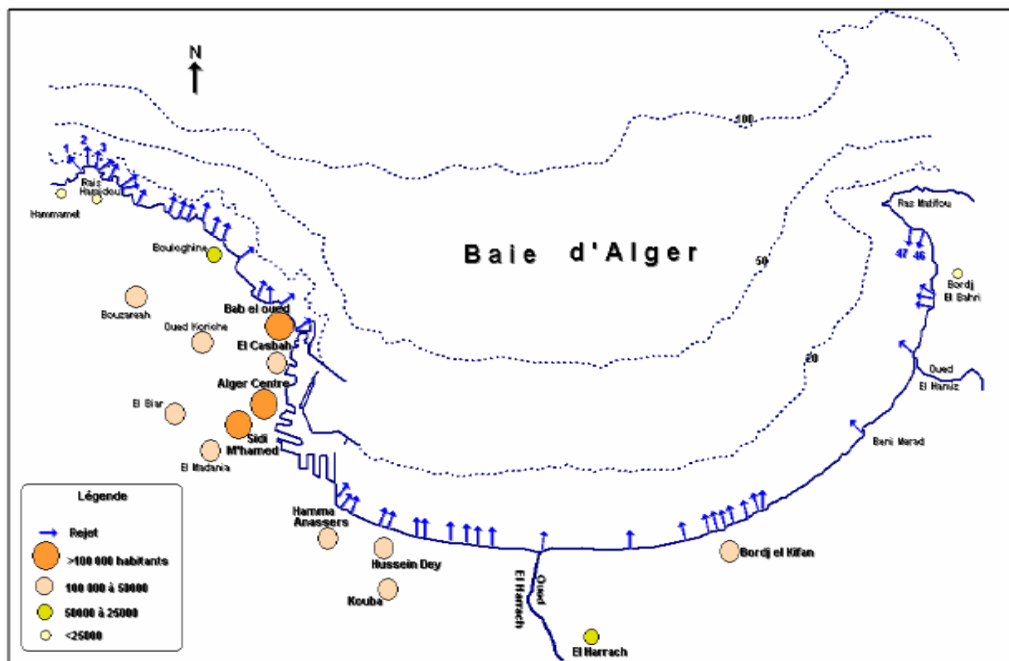 N
100
1
2
3
Rais
Hamidou
Hammamet
Ras Matifou
Bouloghine
Baie d'Alger
50
47
46
Bordj
El Bahri
Bouzareah
Bab el oued
Oued Koriche
El Casbah
20
Oued
El Hamiz
Alger Centre
El Biar
Sidi
M'hamed
Beni Merad
El Madania
Légende
Rejet
>100 000 habitants
100 000 à 50000
50000 à 25000
<25000
Hamma
Anassers
Hussein Dey
Kouba
Oued
El Harrach
Bordj el Kifan
El Harrach